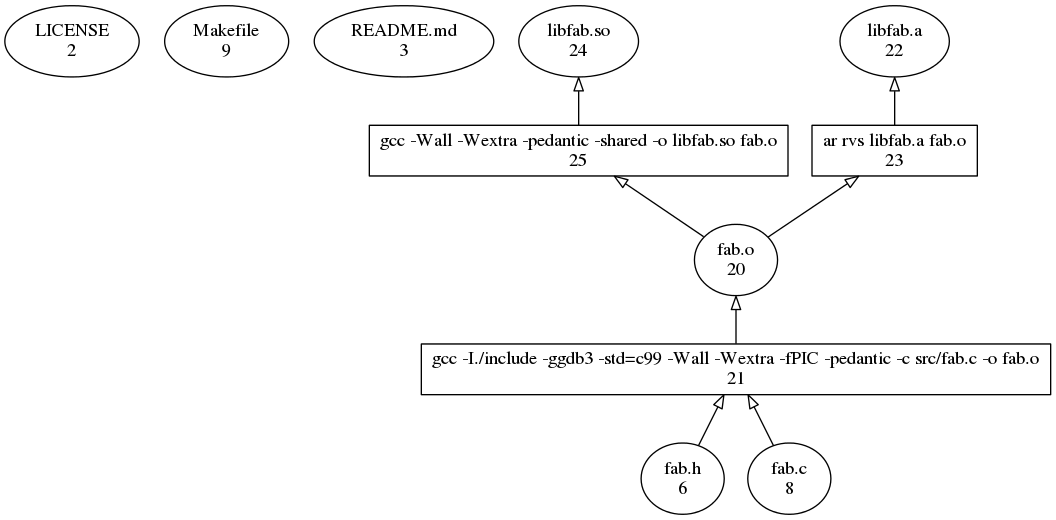 LICENSE
2
Makefile
9
README.md
3
libfab.so
24
libfab.a
22
gcc -Wall -Wextra -pedantic -shared -o libfab.so fab.o
25
ar rvs libfab.a fab.o
23
fab.o
20
gcc -I./include -ggdb3 -std=c99 -Wall -Wextra -fPIC -pedantic -c src/fab.c -o fab.o
21
fab.h
6
fab.c
8